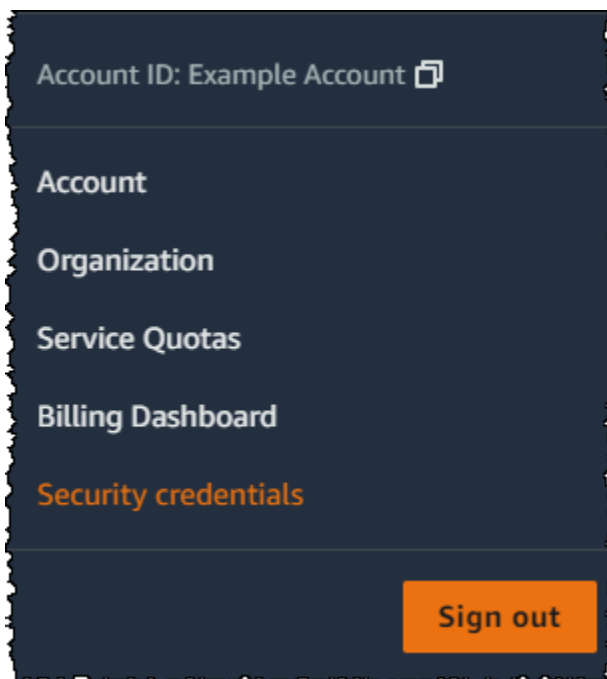 Account ID: Example Account
Account
Organization
Service Quotas
Billing Dashboard
Security credentials
Sign out